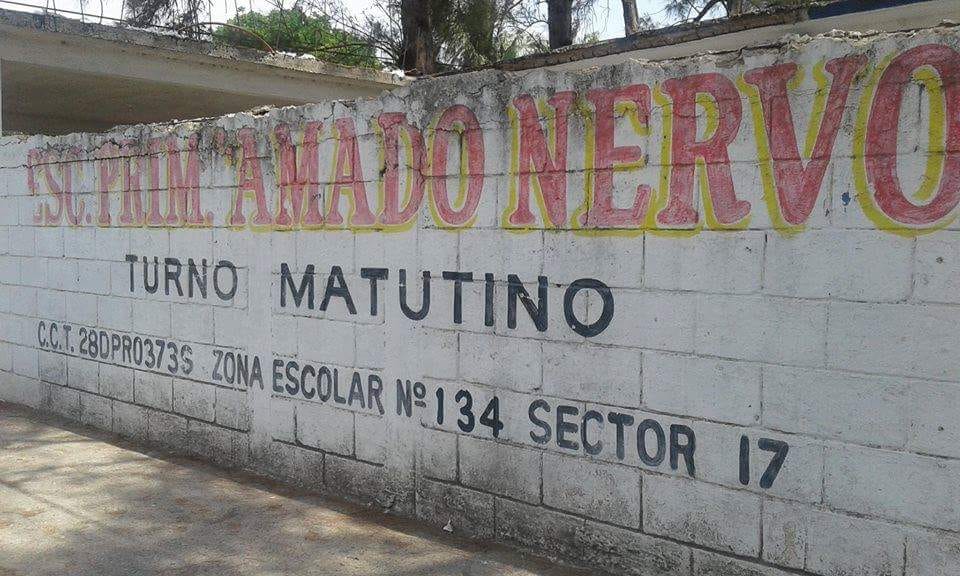 ESC. PRIM. "AMADO NERVO
TURNO MATUTINO
C.C.T. 28DPR0373S ZONA ESCOLAR Nº 134 SECTOR 17